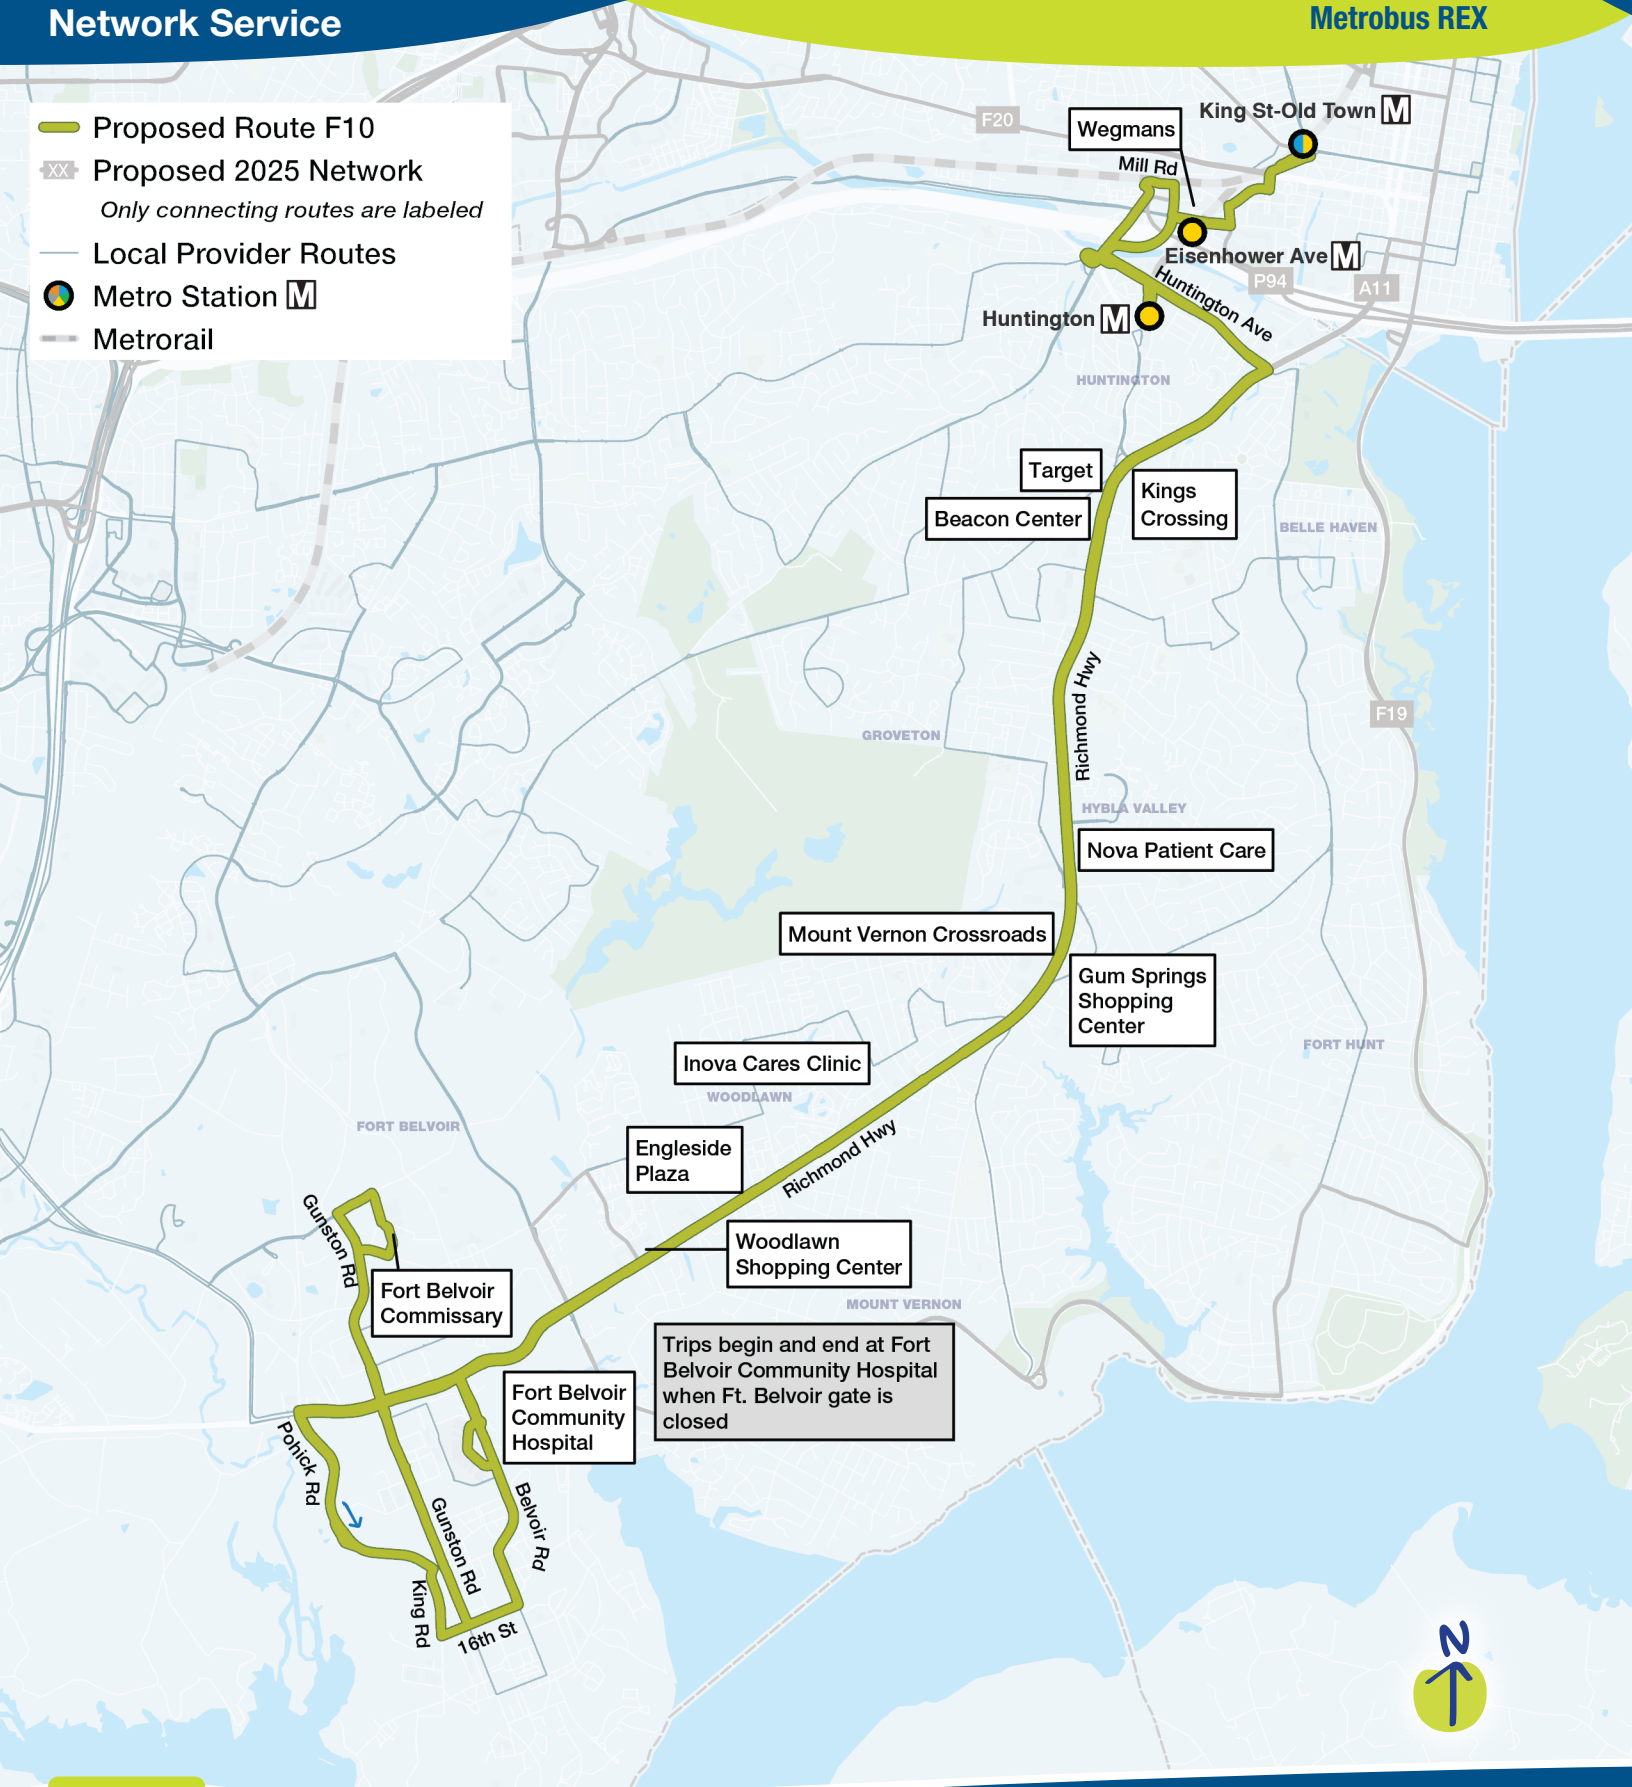 Network Service
Metrobus REX
Proposed Route F10
XX
Proposed 2025 Network
Only connecting routes are labeled
Local Provider Routes
Metro Station M
Metrorail
F20
Wegmans
King St-Old Town M
Mill Rd
Eisenhower Ave M
P94
A11
Huntington Ave
Huntington M
HUNTINGTON
Target
Kings
Crossing
Beacon Center
BELLE HAVEN
Richmond Hwy
F19
GROVETON
HYBLA VALLEY
Nova Patient Care
Mount Vernon Crossroads
Gum Springs
Shopping
Center
FORT HUNT
Inova Cares Clinic
WOODLAWN
FORT BELVOIR
Engleside
Plaza
Richmond Hwy
Gunston Rd
Woodlawn
Shopping Center
Fort Belvoir
Commissary
MOUNT VERNON
Trips begin and end at Fort
Belvoir Community Hospital
when Ft. Belvoir gate is
closed
Fort Belvoir
Community
Hospital
Pohick Rd
Gunston Rd
Belvoir Rd
King Rd
16th St
N